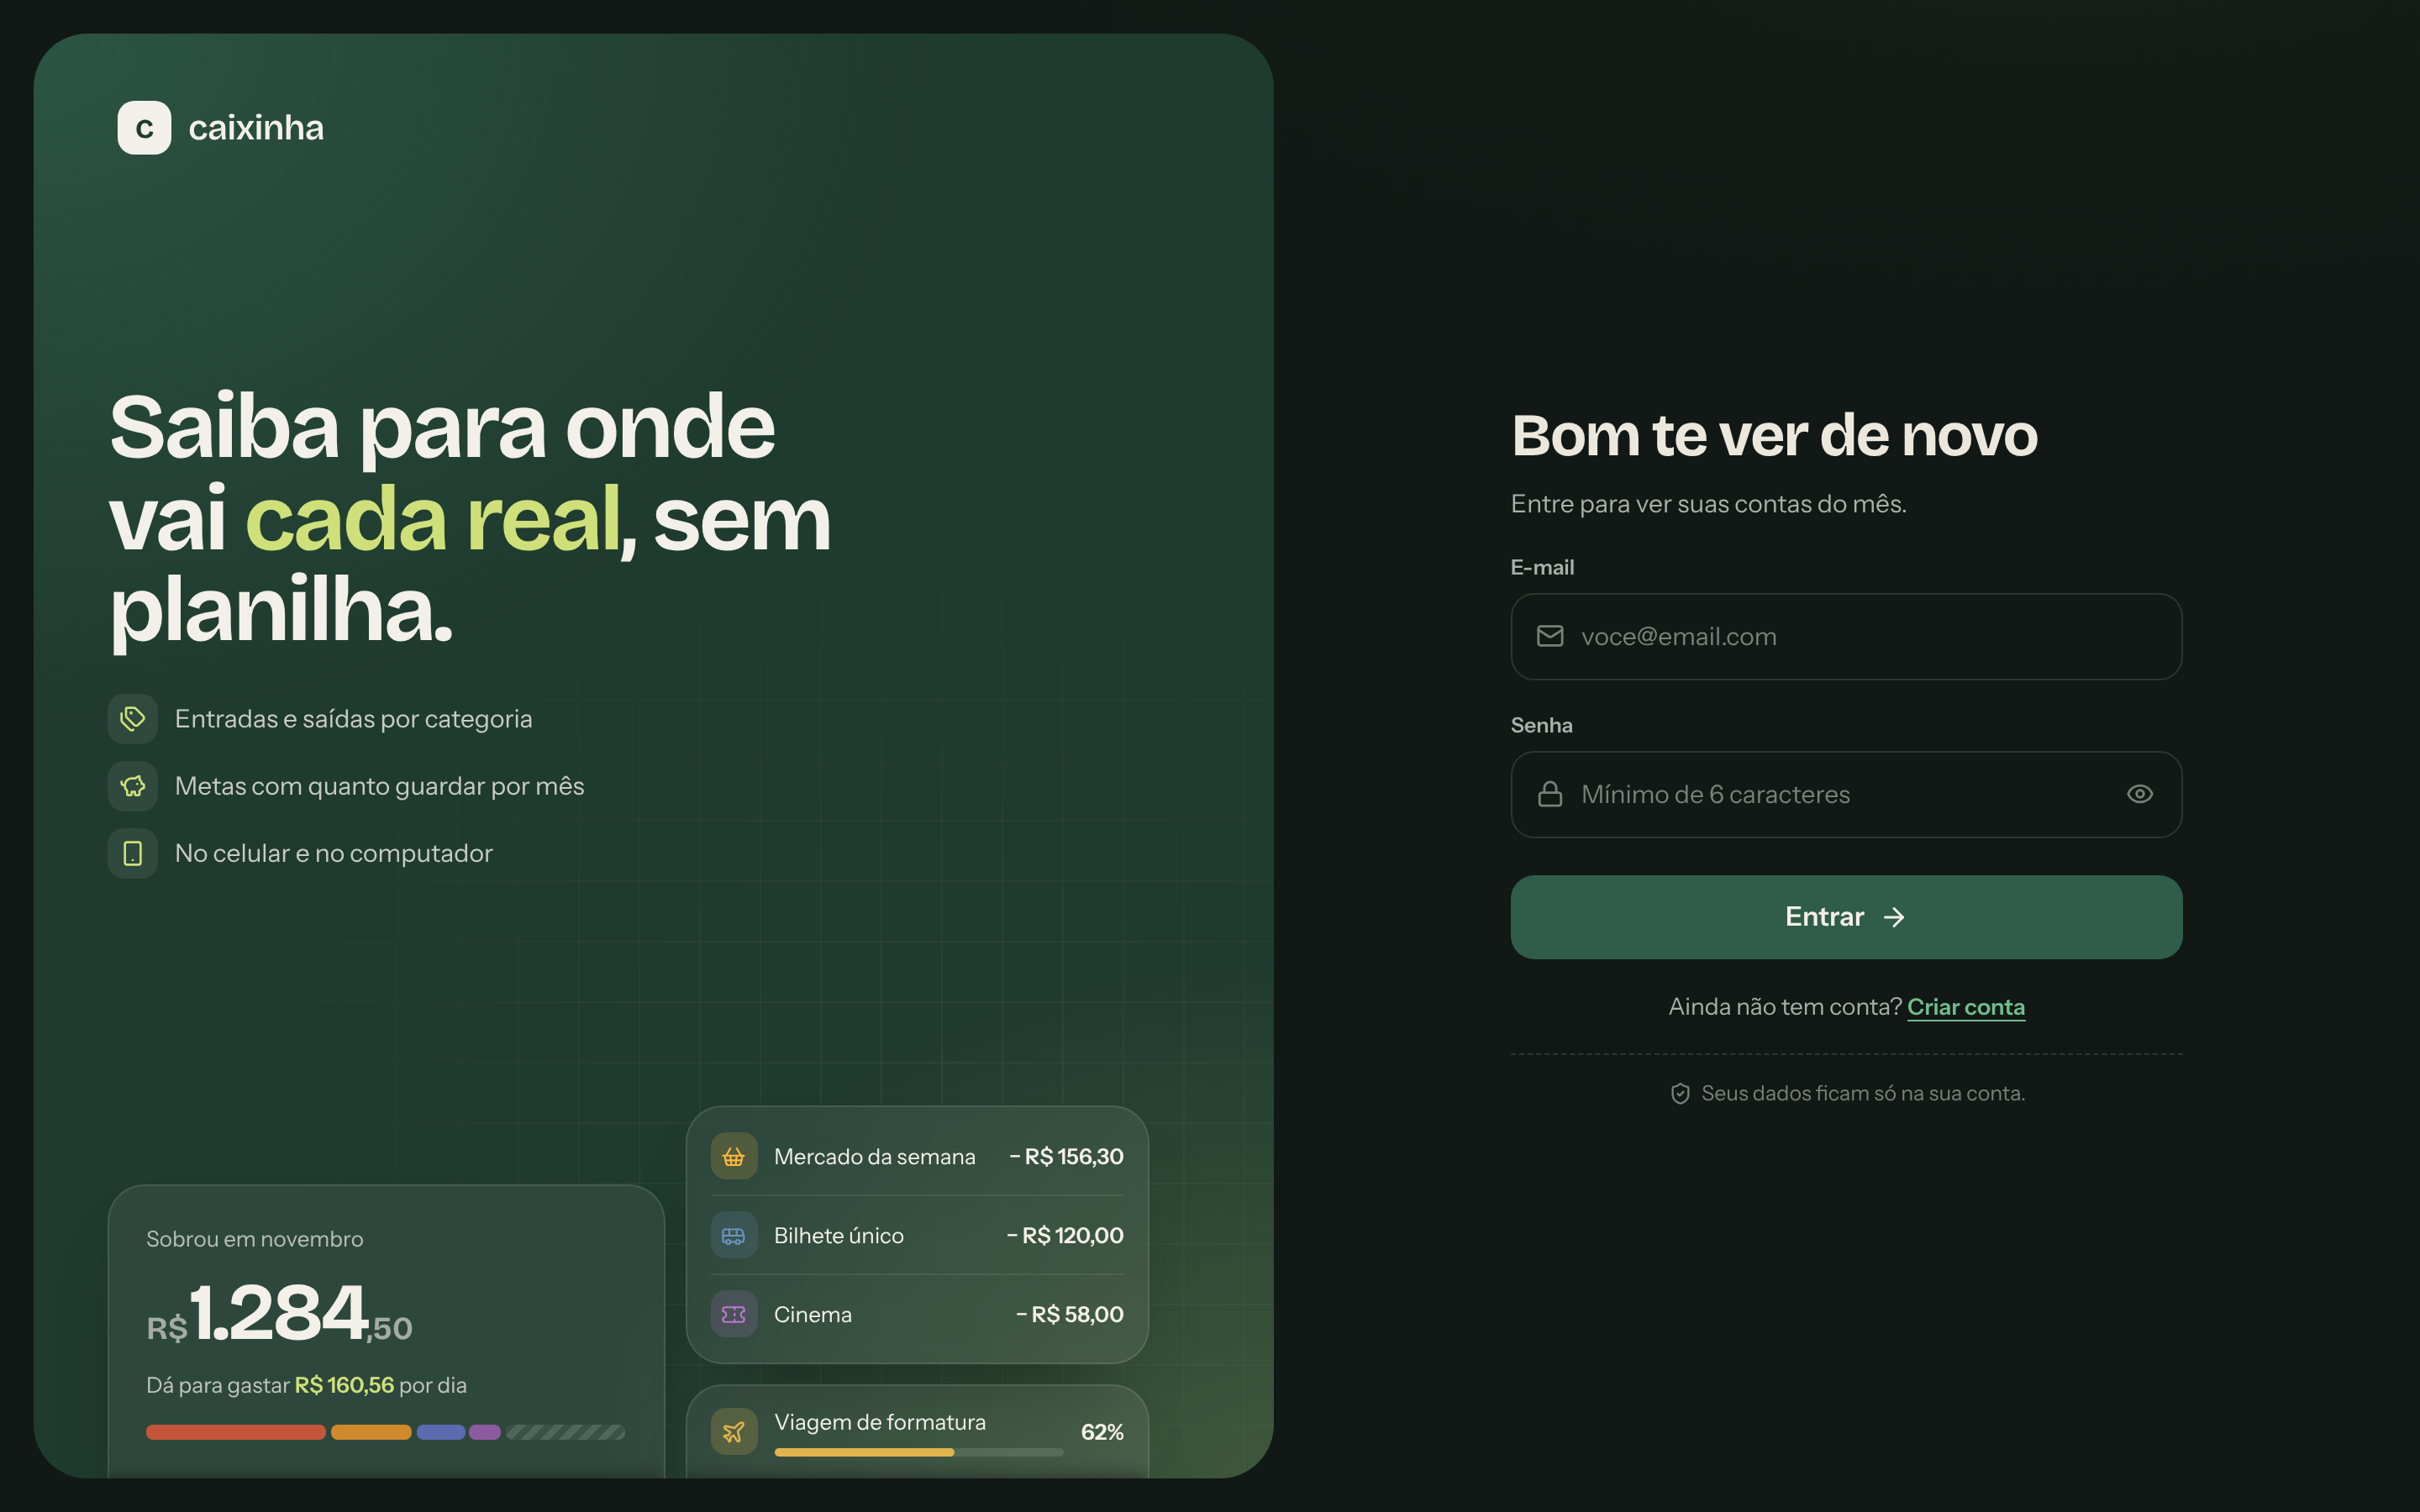 c caixinha
Saiba para onde
vai cada real, sem
planilha.
Entradas e saídas por categoria
Metas com quanto guardar por mês
No celular e no computador
Sobrou em novembro
R$1.284,50
Dá para gastar R$ 160,56 por dia
Mercado da semana − R$ 156,30
Bilhete único − R$ 120,00
Cinema − R$ 58,00
Viagem de formatura 62%
Bom te ver de novo
Entre para ver suas contas do mês.
E-mail
voce@email.com
Senha
Mínimo de 6 caracteres
Entrar →
Ainda não tem conta? Criar conta
Seus dados ficam só na sua conta.